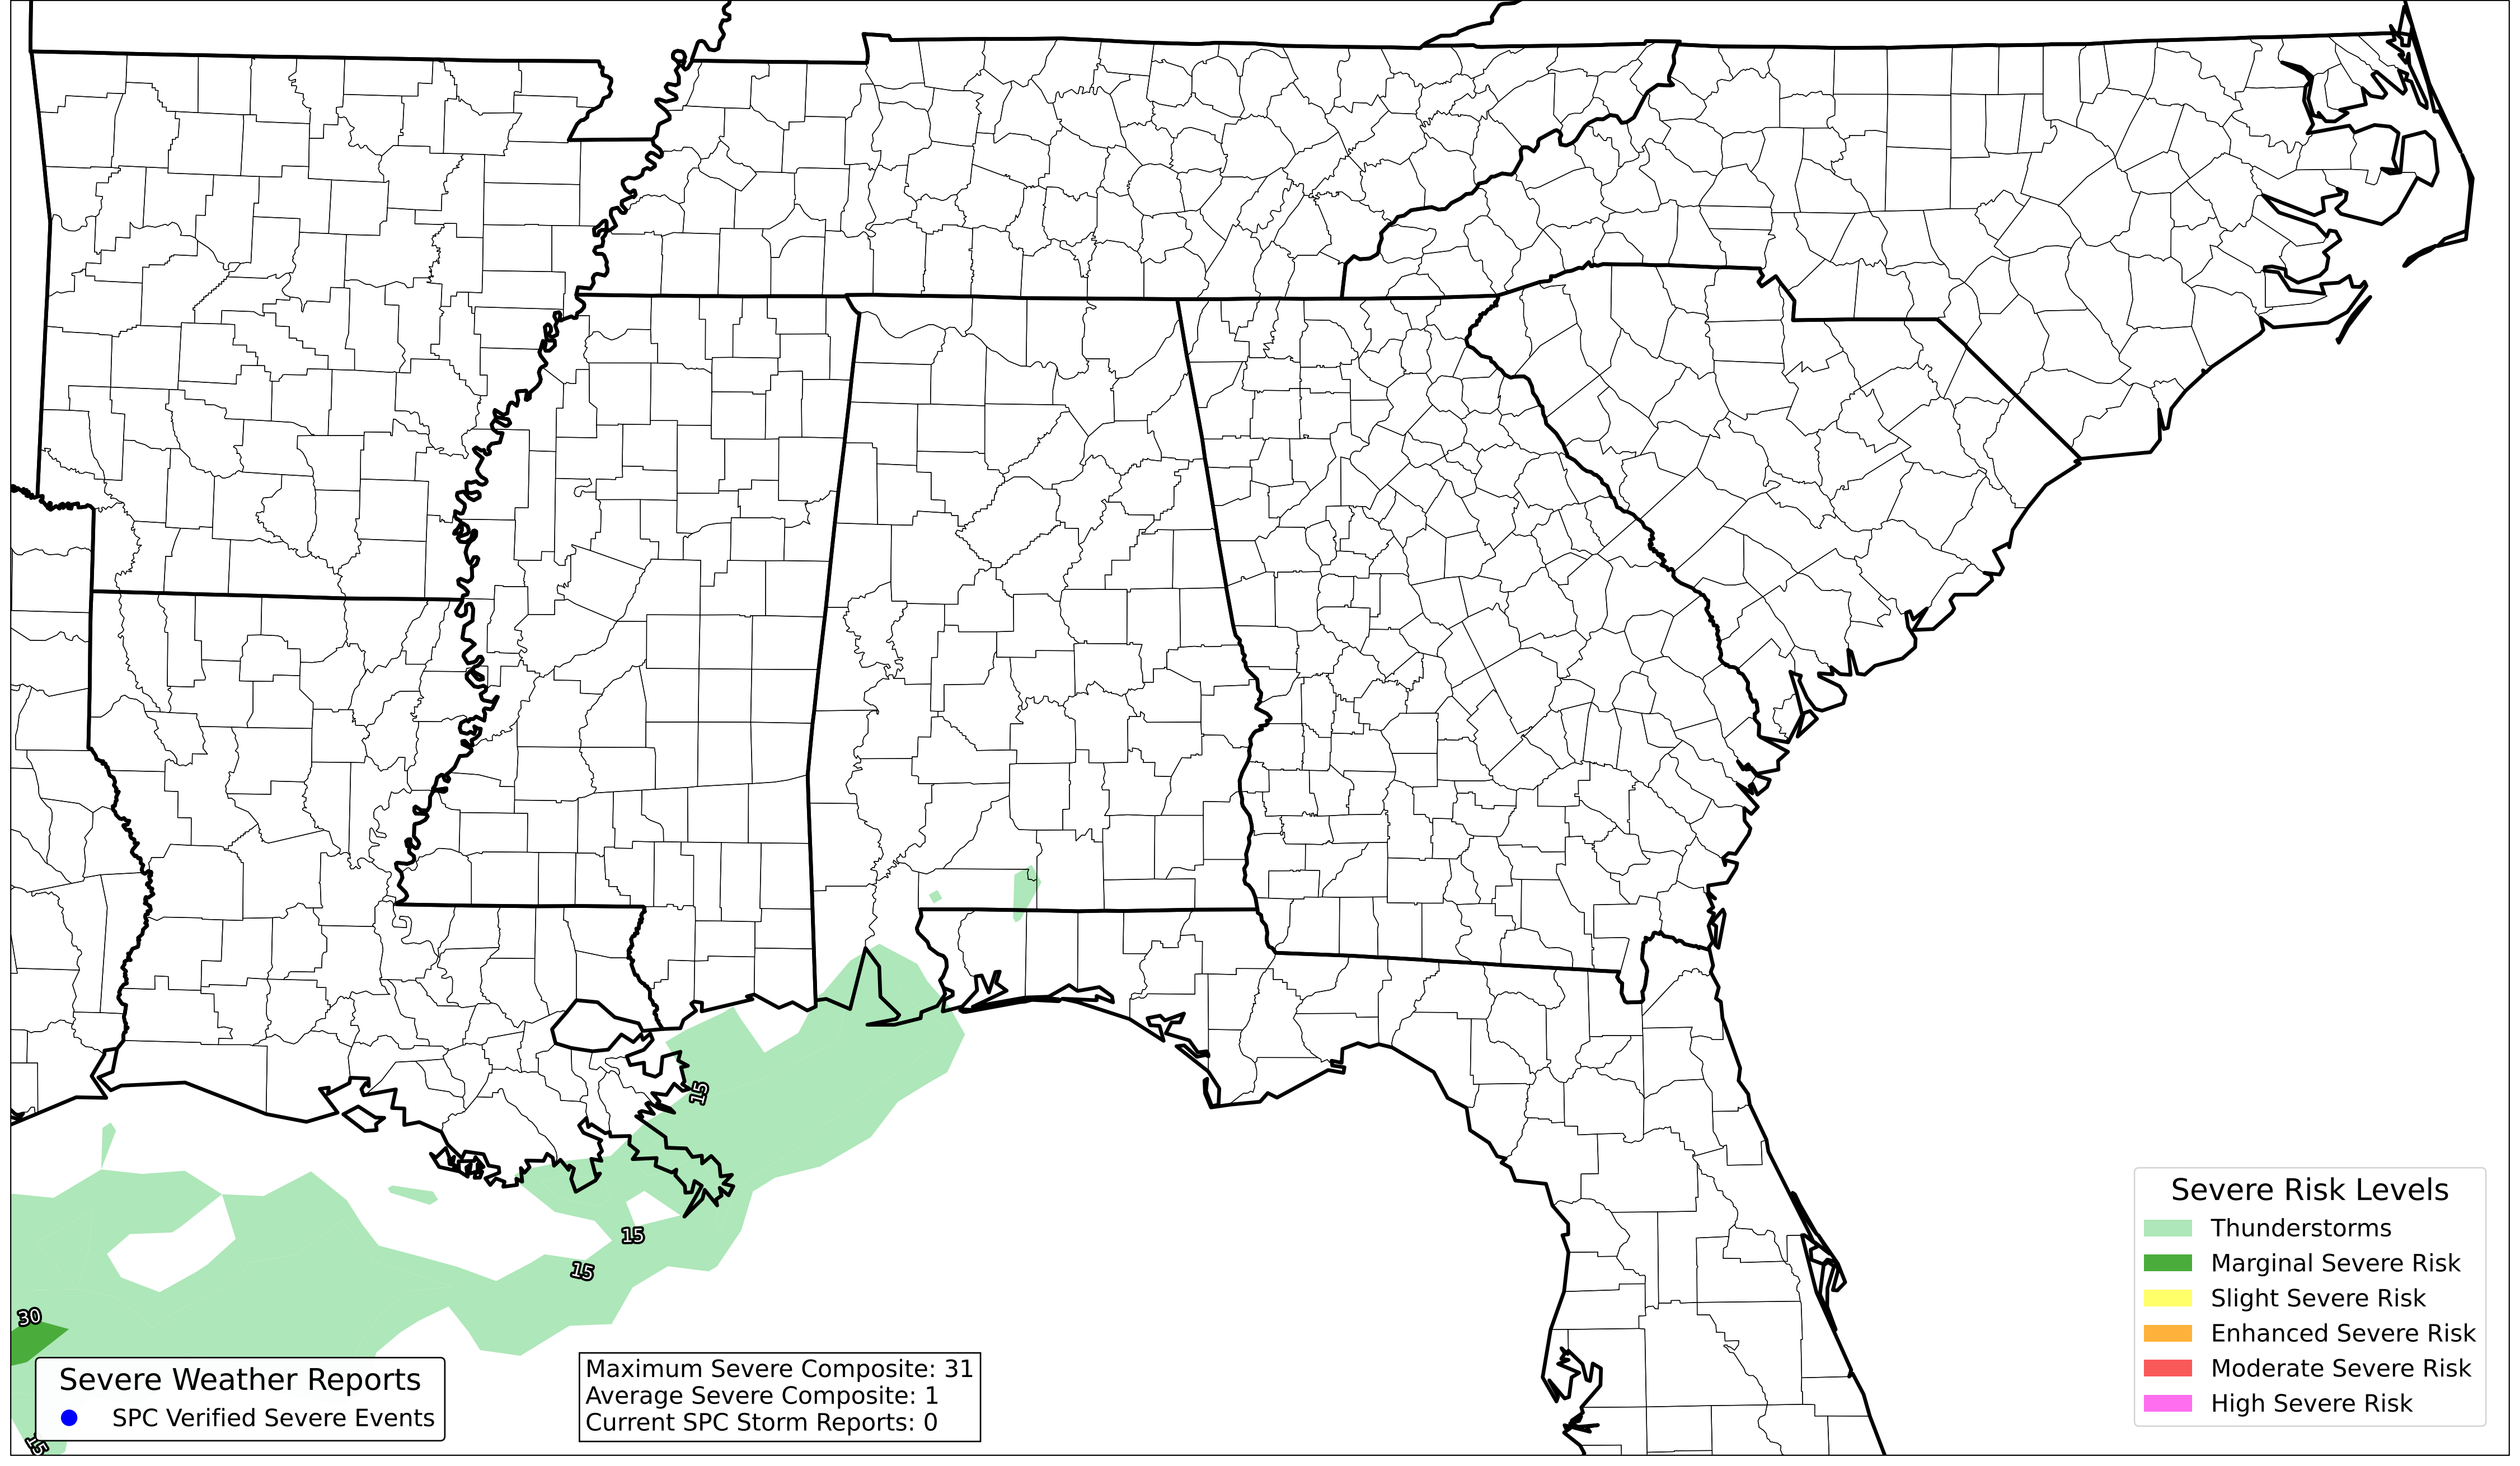 15
15
15
30
15
Severe Weather Reports
SPC Verified Severe Events
Maximum Severe Composite: 31
Average Severe Composite: 1
Current SPC Storm Reports: 0
Severe Risk Levels
Thunderstorms
Marginal Severe Risk
Slight Severe Risk
Enhanced Severe Risk
Moderate Severe Risk
High Severe Risk